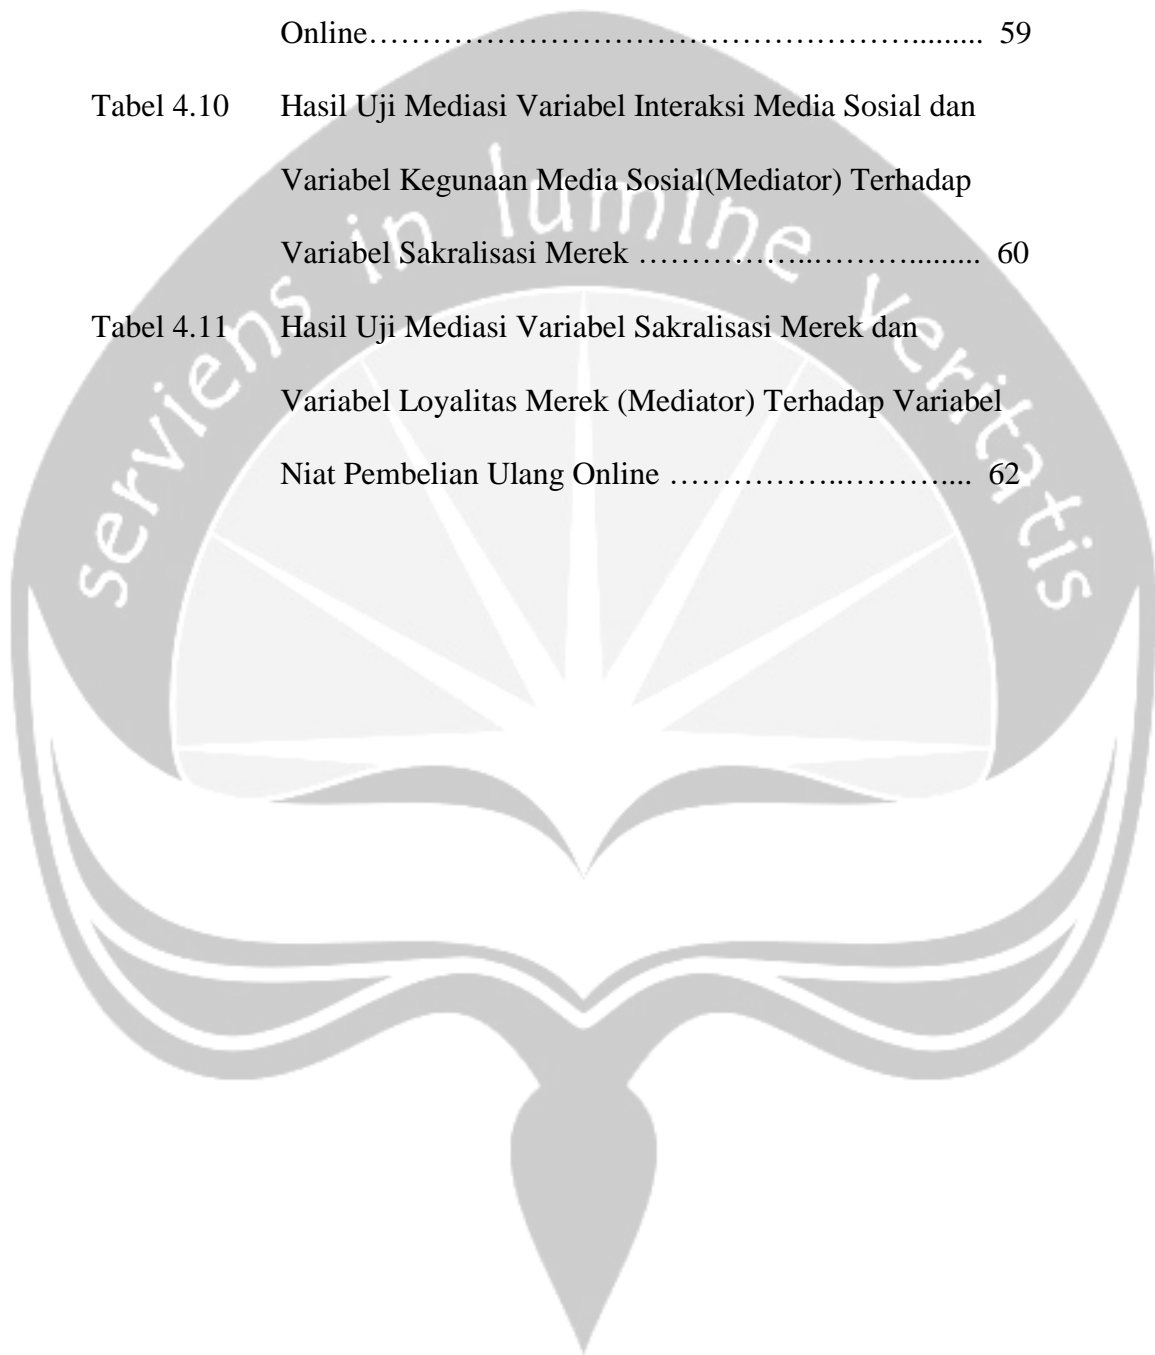 Online……………………………………………......... 59
Tabel 4.10 Hasil Uji Mediasi Variabel Interaksi Media Sosial dan
Variabel Kegunaan Media Sosial(Mediator) Terhadap
Variabel Sakralisasi Merek ……………..………......... 60
Tabel 4.11 Hasil Uji Mediasi Variabel Sakralisasi Merek dan
Variabel Loyalitas Merek (Mediator) Terhadap Variabel
Niat Pembelian Ulang Online ……………..……….... 62
serviens in lumine veritatis